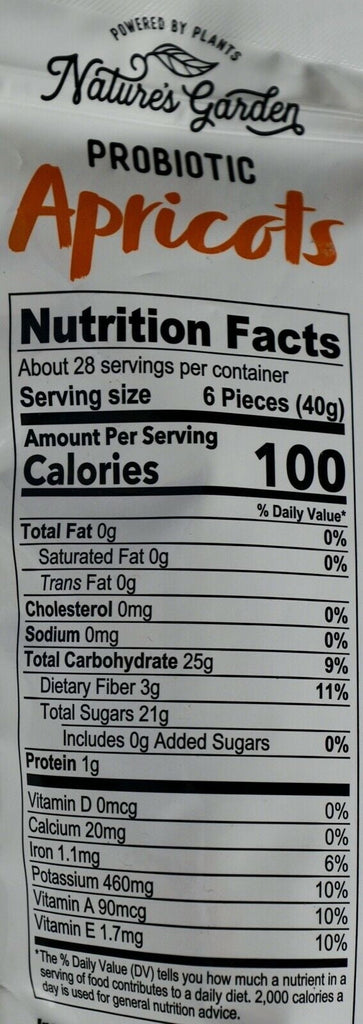 POWERED BY PLANTS
Nature's Garden
PROBIOTIC
Apricots
Nutrition Facts
About 28 servings per container
Serving size 6 Pieces (40g)
Amount Per Serving
Calories 100
% Daily Value*
Total Fat 0g 0%
Saturated Fat 0g 0%
Trans Fat 0g
Cholesterol 0mg 0%
Sodium 0mg 0%
Total Carbohydrate 25g 9%
Dietary Fiber 3g 11%
Total Sugars 21g
Includes 0g Added Sugars 0%
Protein 1g
Vitamin D 0mcg 0%
Calcium 20mg 0%
Iron 1.1mg 6%
Potassium 460mg 10%
Vitamin A 90mcg 10%
Vitamin E 1.7mg 10%
*The % Daily Value (DV) tells you how much a nutrient in a
serving of food contributes to a daily diet. 2,000 calories a
day is used for general nutrition advice.